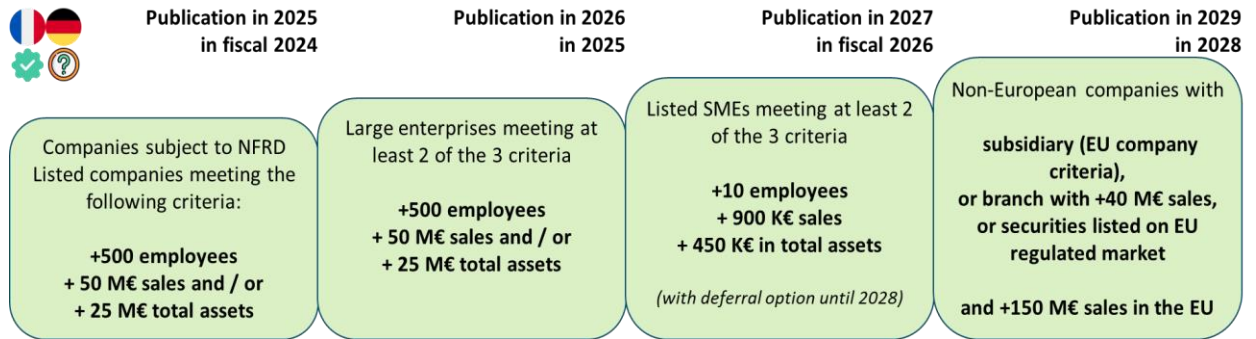 Publication in 2025
in fiscal 2024
Companies subject to NFRD
Listed companies meeting the
following criteria:
+500 employees
+ 50 M€ sales and / or
+ 25 M€ total assets
Publication in 2026
in 2025
Large enterprises meeting at
least 2 of the 3 criteria
+500 employees
+ 50 M€ sales and / or
+ 25 M€ total assets
Publication in 2027
in fiscal 2026
Listed SMEs meeting at least 2
of the 3 criteria
+10 employees
+ 900 K€ sales
+ 450 K€ in total assets
(with deferral option until 2028)
Publication in 2029
in 2028
Non-European companies with
subsidiary (EU company
criteria),
or branch with +40 M€ sales,
or securities listed on EU
regulated market
and +150 M€ sales in the EU